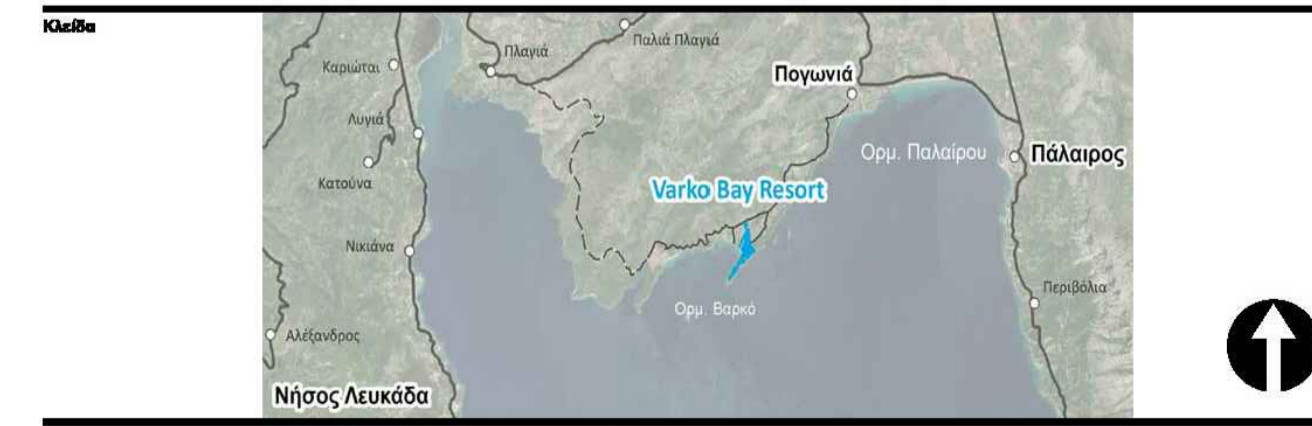 Κλείδα
Πλαγιά
Παλιά Πλαγιά
Καριώται
Πογωνιά
Λυγιά
Ορμ. Παλαίρου
Πάλαιρος
Κατούνα
Varko Bay Resort
Νικιάνα
Περιβόλια
Ορμ. Βαρκό
Αλέξανδρος
Νήσος Λευκάδα